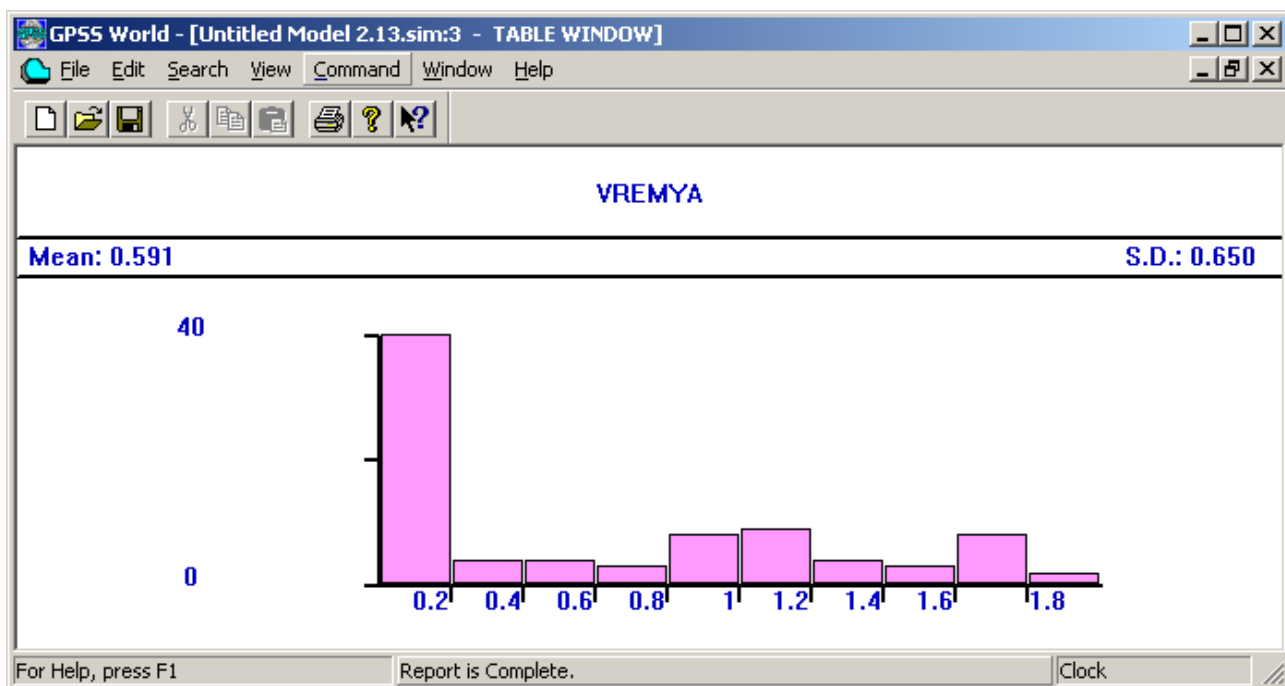 GPSS World - [Untitled Model 2.13.sim:3 - TABLE WINDOW]
File Edit Search View Command Window Help
VREMYA
Mean: 0.591 S.D.: 0.650
40
0
0.2 0.4 0.6 0.8 1 1.2 1.4 1.6 1.8
For Help, press F1 Report is Complete. Clock